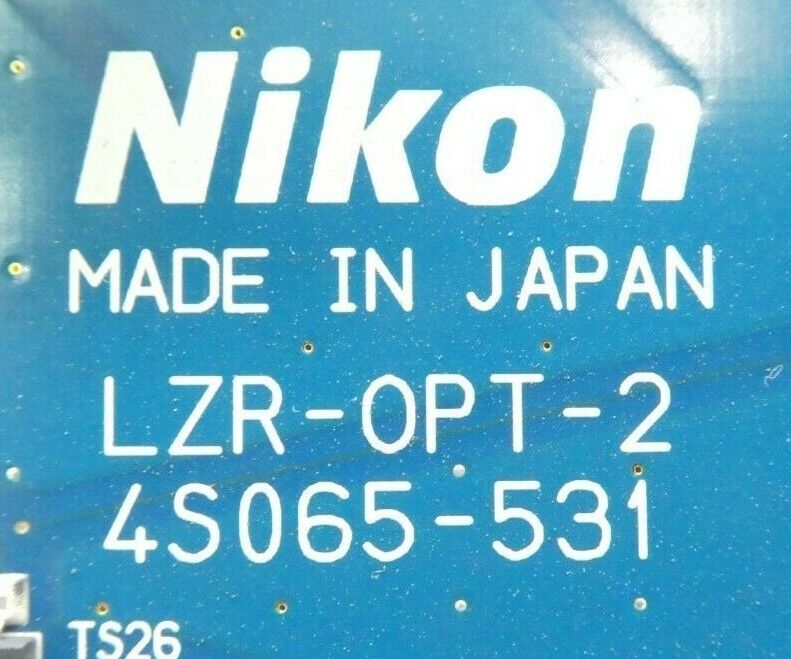 Nikon
MADE IN JAPAN
LZR-OPT-2
4S065-531
TS26